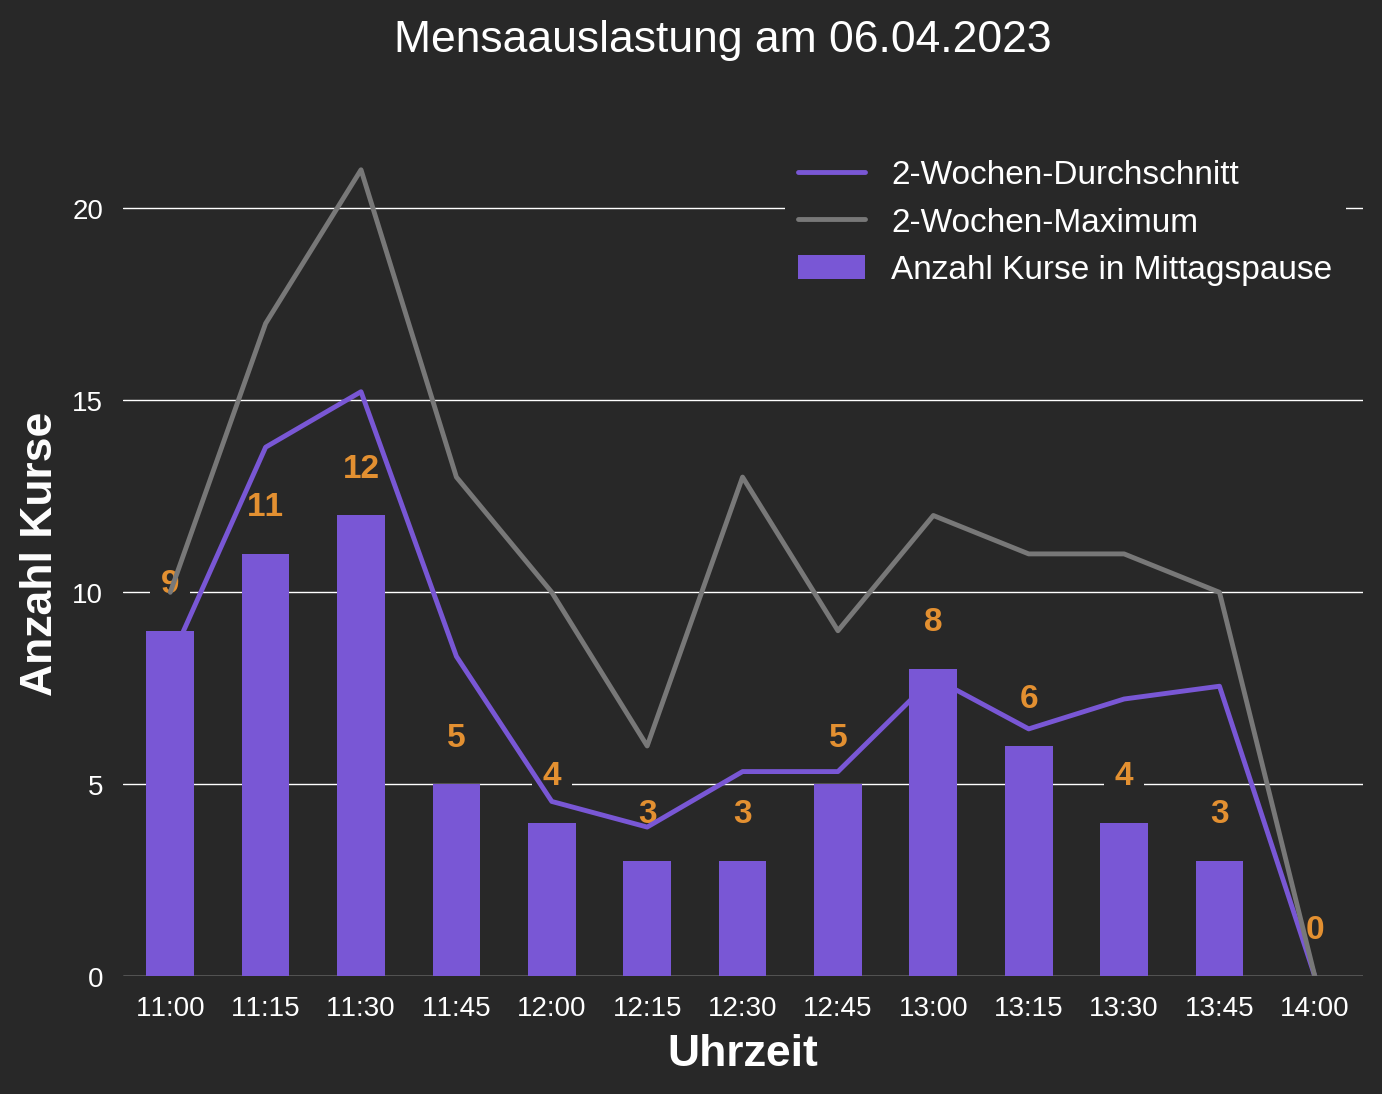 Mensaauslastung am 06.04.2023
2-Wochen-Durchschnitt
2-Wochen-Maximum
Anzahl Kurse in Mittagspause
Anzahl Kurse
20
15
10
5
0
9
11
12
5
4
3
3
5
8
6
4
3
0
11:00 11:15 11:30 11:45 12:00 12:15 12:30 12:45 13:00 13:15 13:30 13:45 14:00
Uhrzeit